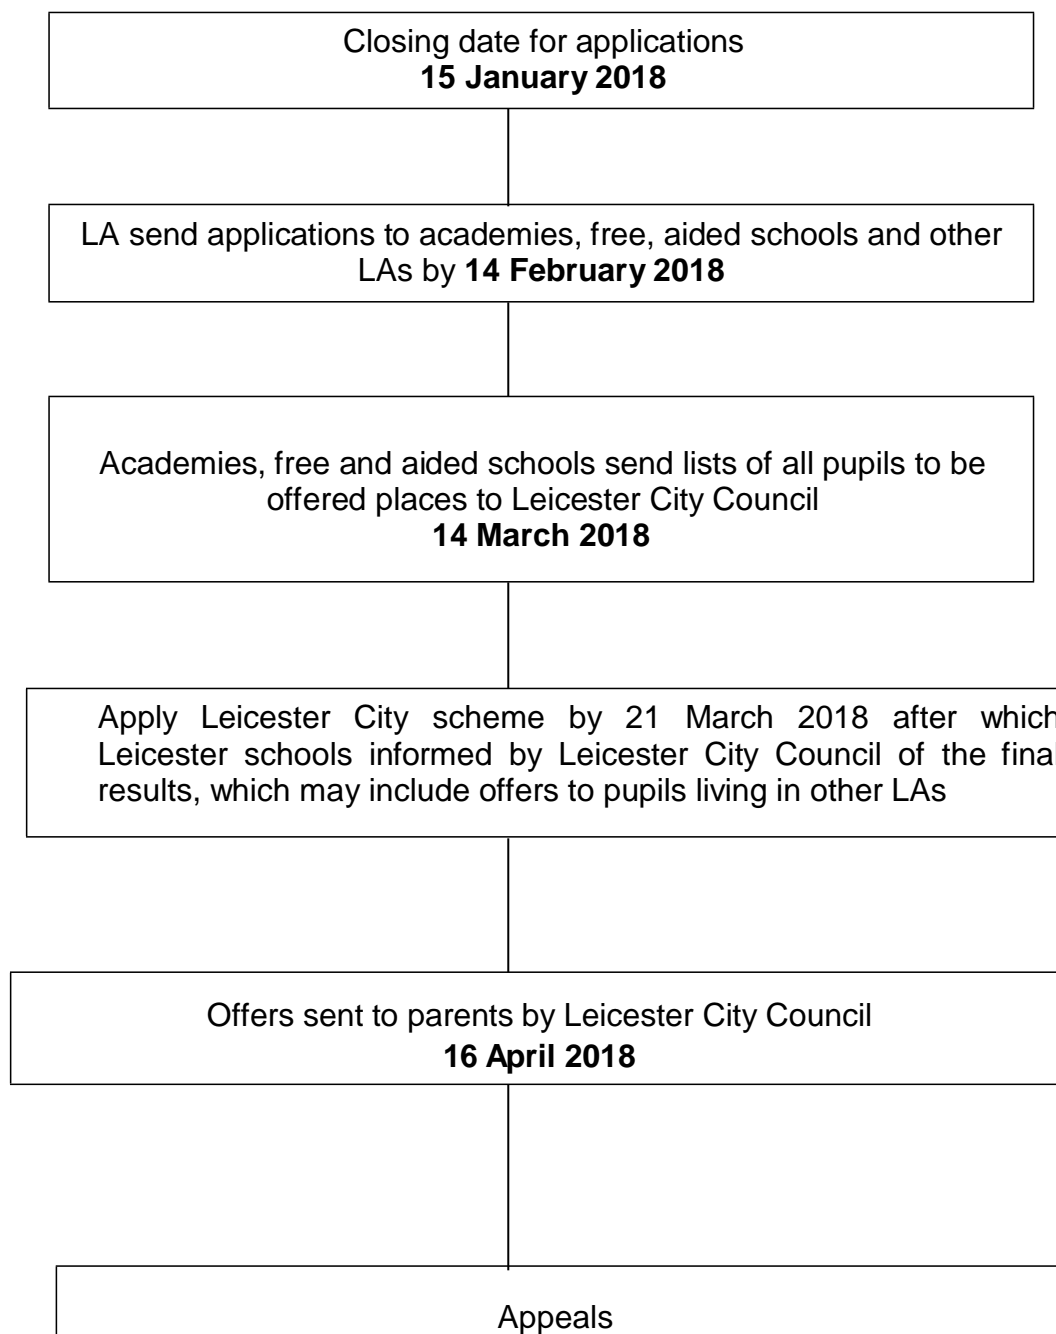 Closing date for applications
15 January 2018
LA send applications to academies, free, aided schools and other
LAs by 14 February 2018
Academies, free and aided schools send lists of all pupils to be
offered places to Leicester City Council
14 March 2018
Apply Leicester City scheme by 21 March 2018 after which
Leicester schools informed by Leicester City Council of the final
results, which may include offers to pupils living in other LAs
Offers sent to parents by Leicester City Council
16 April 2018
Appeals